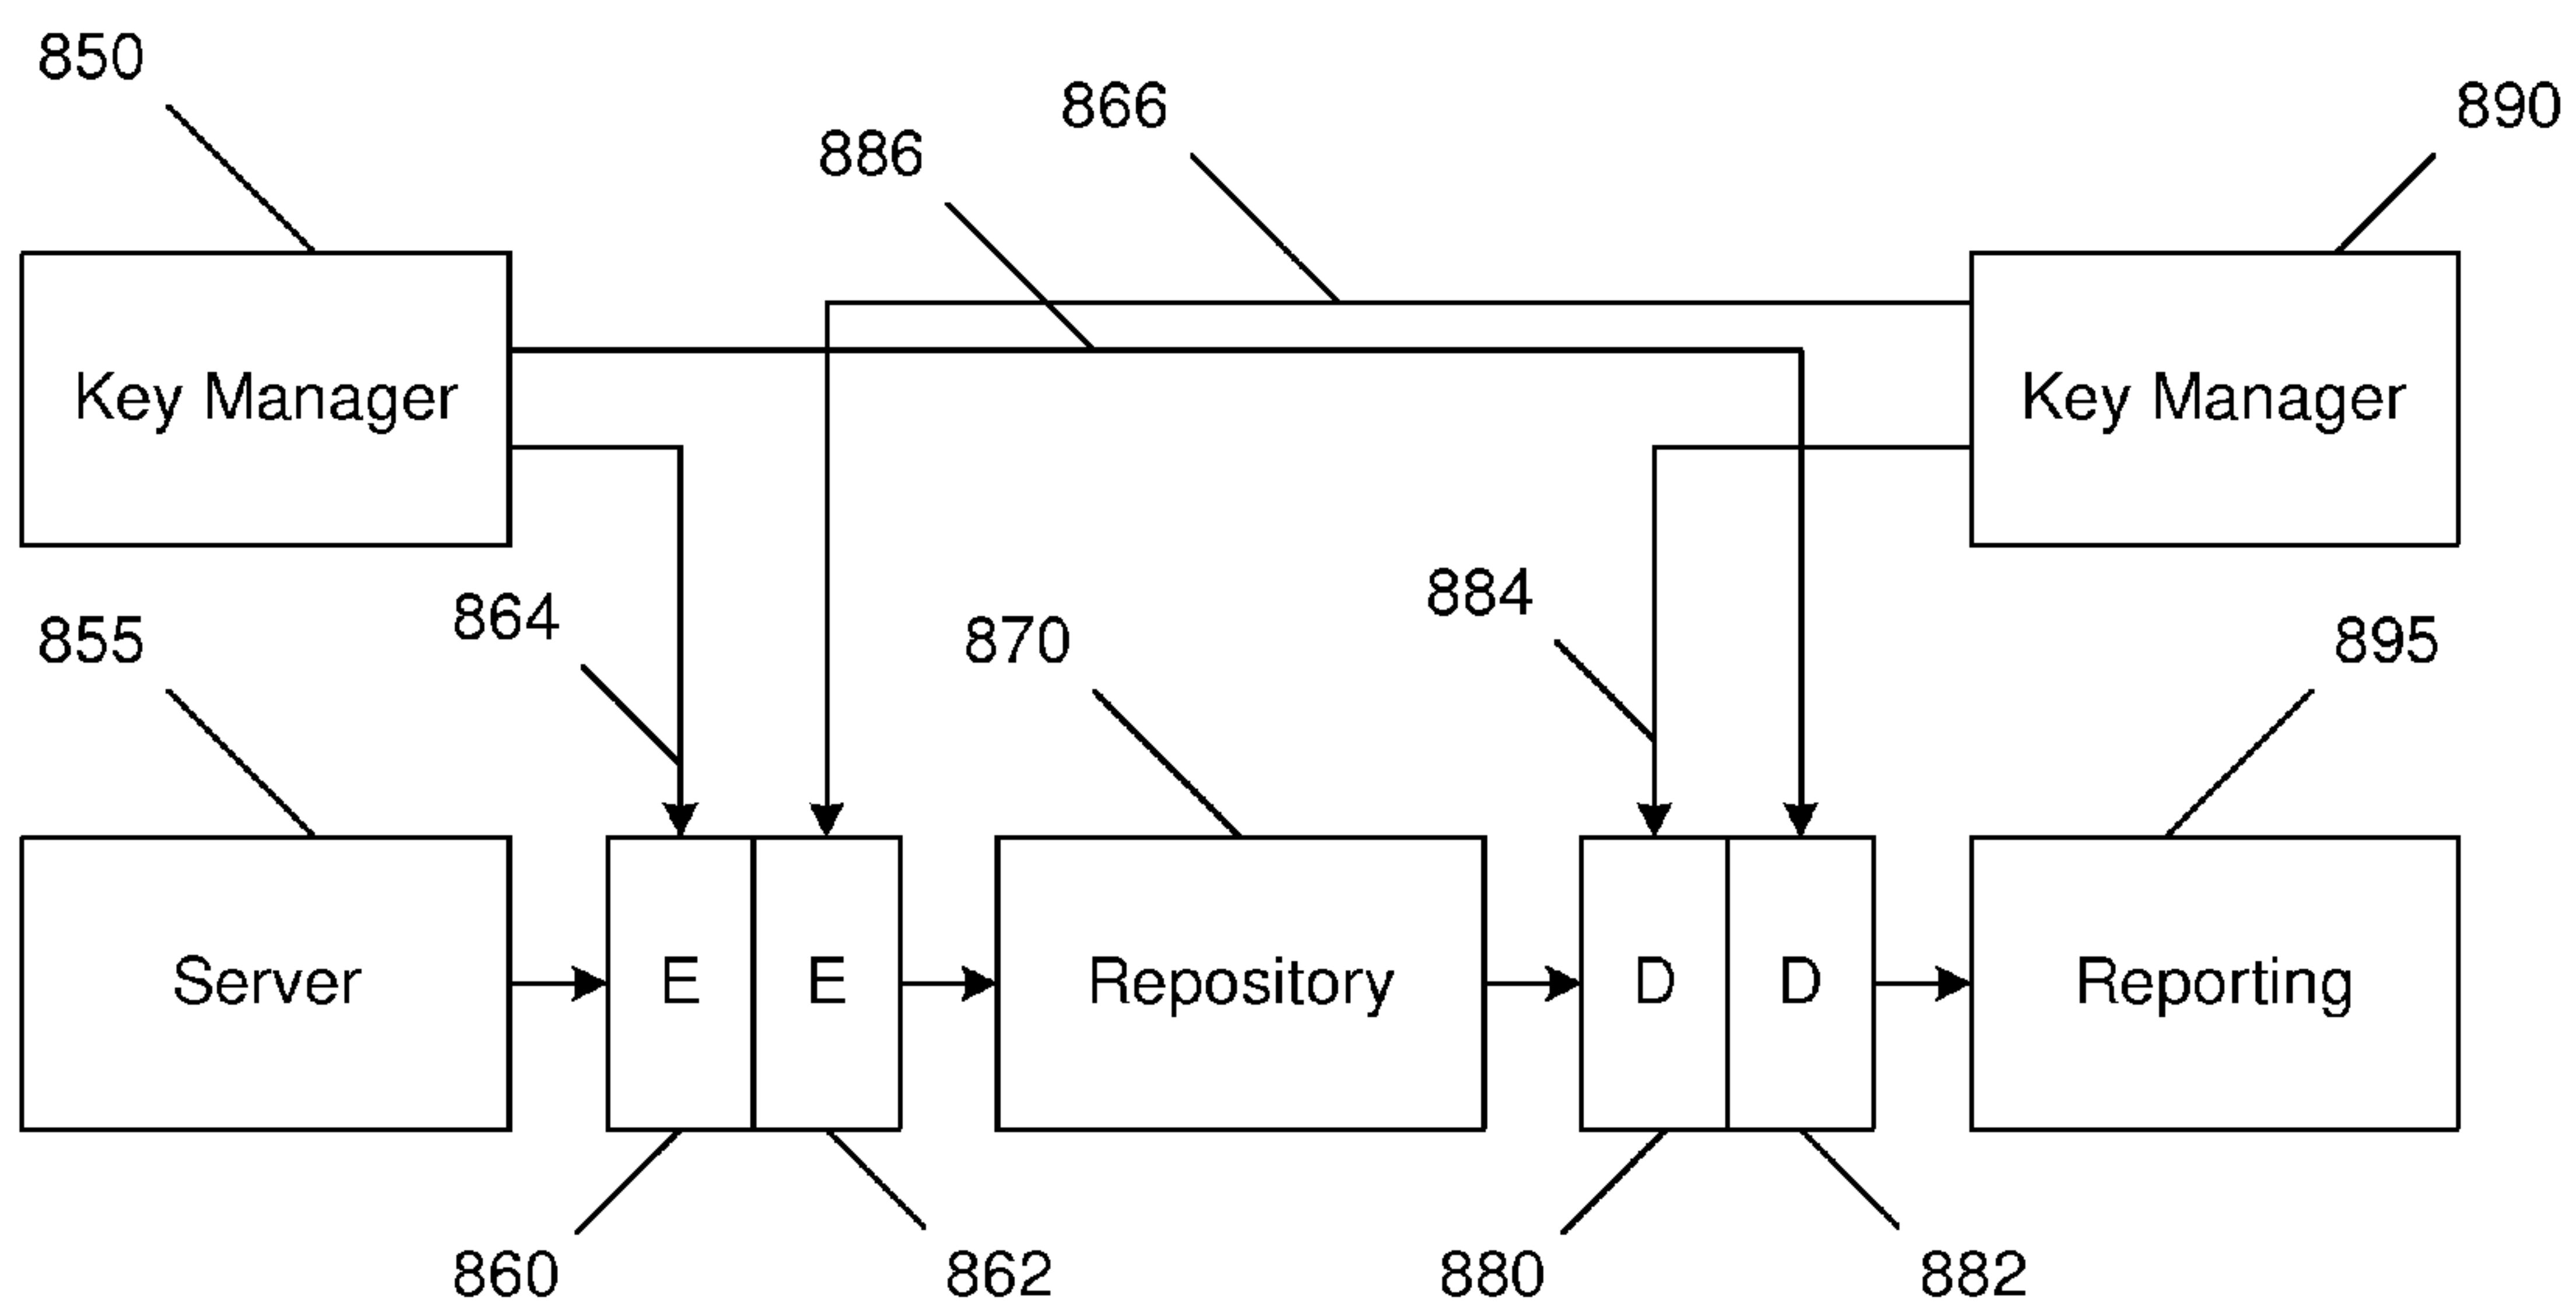 850
866
890
886
Key Manager
Key Manager
884
864
855
870
895
Server
E
E
Repository
D
D
Reporting
860
862
880
882